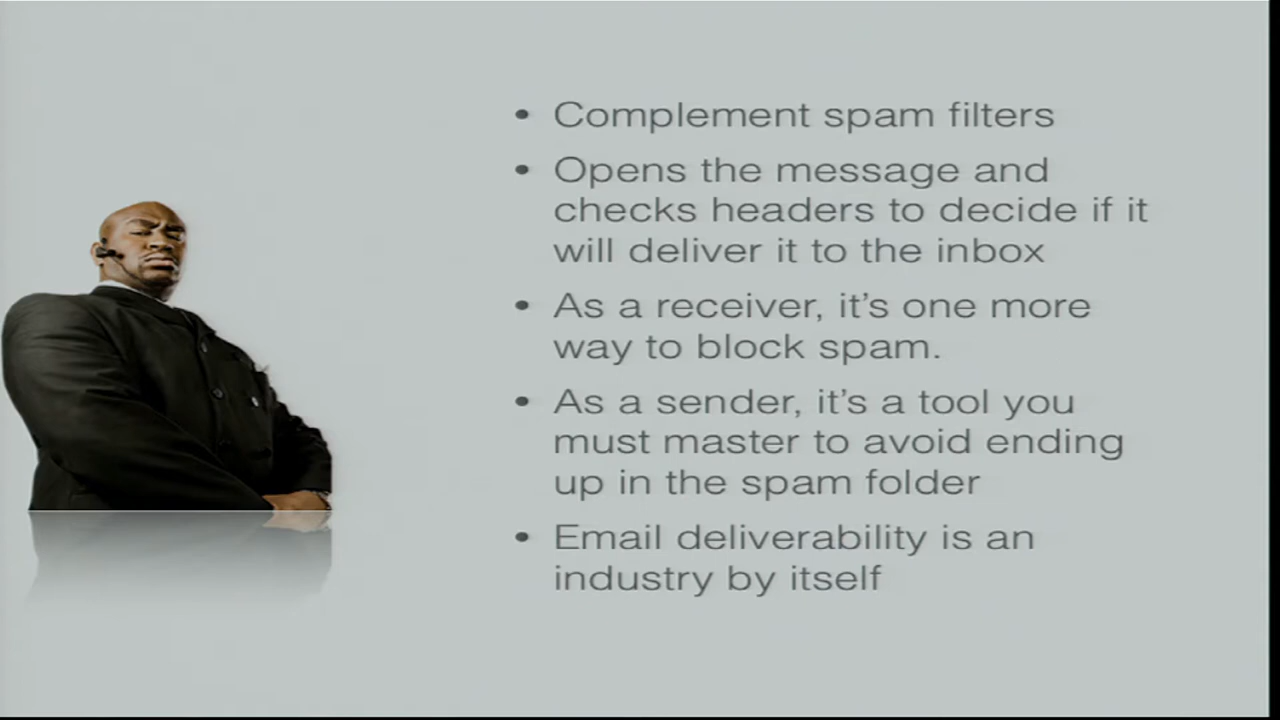 • Complement spam filters
• Opens the message and
checks headers to decide if it
will deliver it to the inbox
• As a receiver, it's one more
way to block spam.
• As a sender, it's a tool you
must master to avoid ending
up in the spam folder
• Email deliverability is an
industry by itself